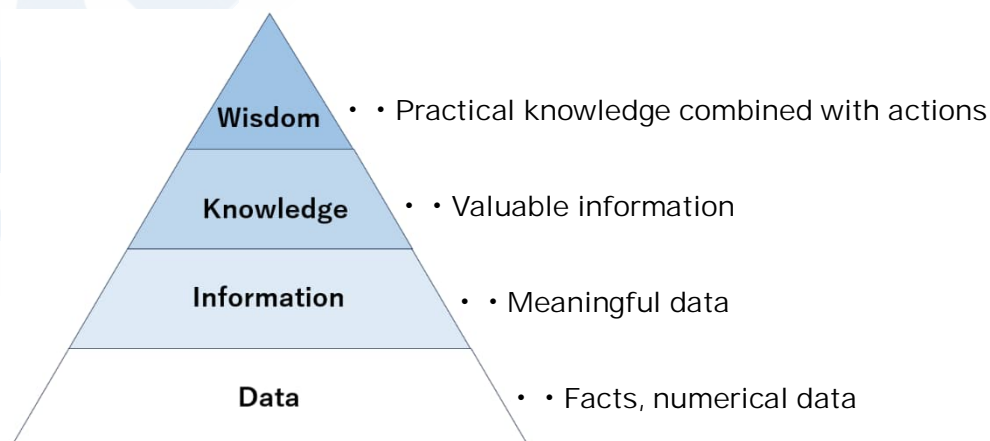 Wisdom ・・Practical knowledge combined with actions
Knowledge ・・Valuable information
Information ・・Meaningful data
Data ・・Facts, numerical data